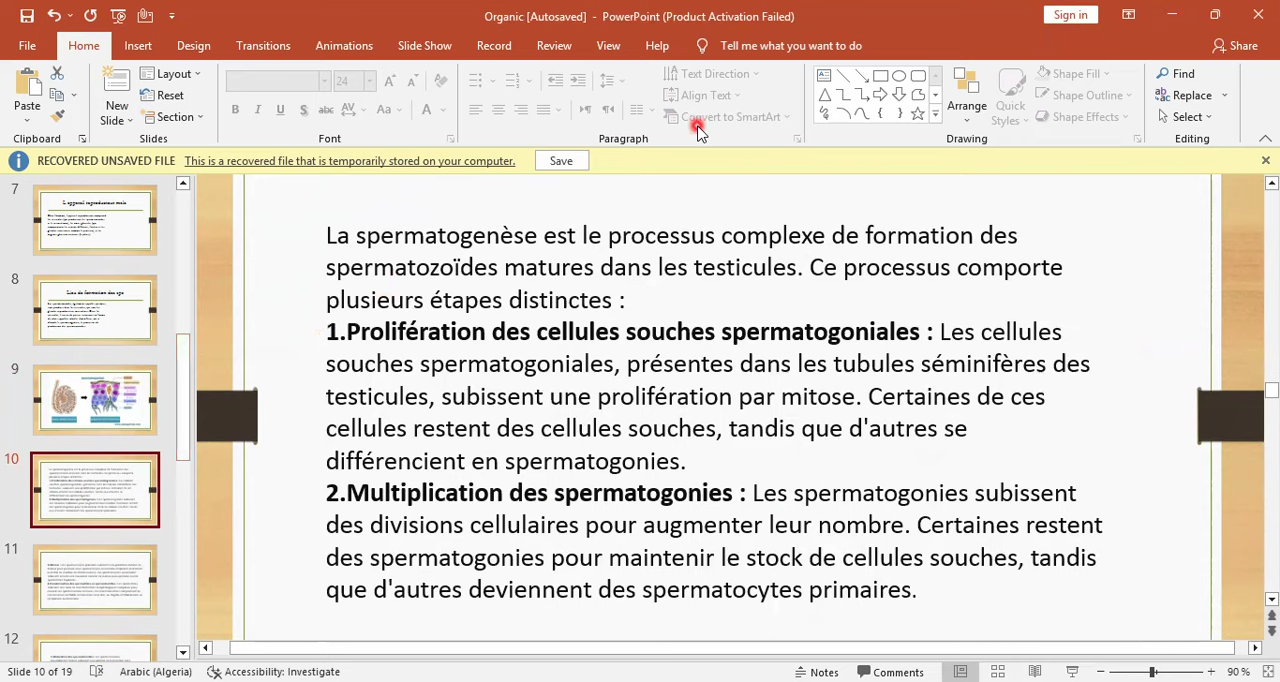 Organic [Autosaved] - PowerPoint (Product Activation Failed)
Sign in
File Home Insert Design Transitions Animations Slide Show Record Review View Help Tell me what you want to do Share
Paste
New Slide
Layout
Reset
Section
24
Text Direction
Align Text
Convert to SmartArt
Arrange
Quick Styles
Shape Fill
Shape Outline
Shape Effects
Find
Replace
Select
Clipboard Slides Font Paragraph Drawing Editing
RECOVERED UNSAVED FILE This is a recovered file that is temporarily stored on your computer. Save
7
8
9
10
11
12
La spermatogenèse est le processus complexe de formation des
spermatozoïdes matures dans les testicules. Ce processus comporte
plusieurs étapes distinctes :
1.Prolifération des cellules souches spermatogoniales : Les cellules
souches spermatogoniales, présentes dans les tubules séminifères des
testicules, subissent une prolifération par mitose. Certaines de ces
cellules restent des cellules souches, tandis que d'autres se
différencient en spermatogonies.
2.Multiplication des spermatogonies : Les spermatogonies subissent
des divisions cellulaires pour augmenter leur nombre. Certaines restent
des spermatogonies pour maintenir le stock de cellules souches, tandis
que d'autres deviennent des spermatocytes primaires.
Slide 10 of 19 Arabic (Algeria) Accessibility: Investigate Notes Comments 90 %